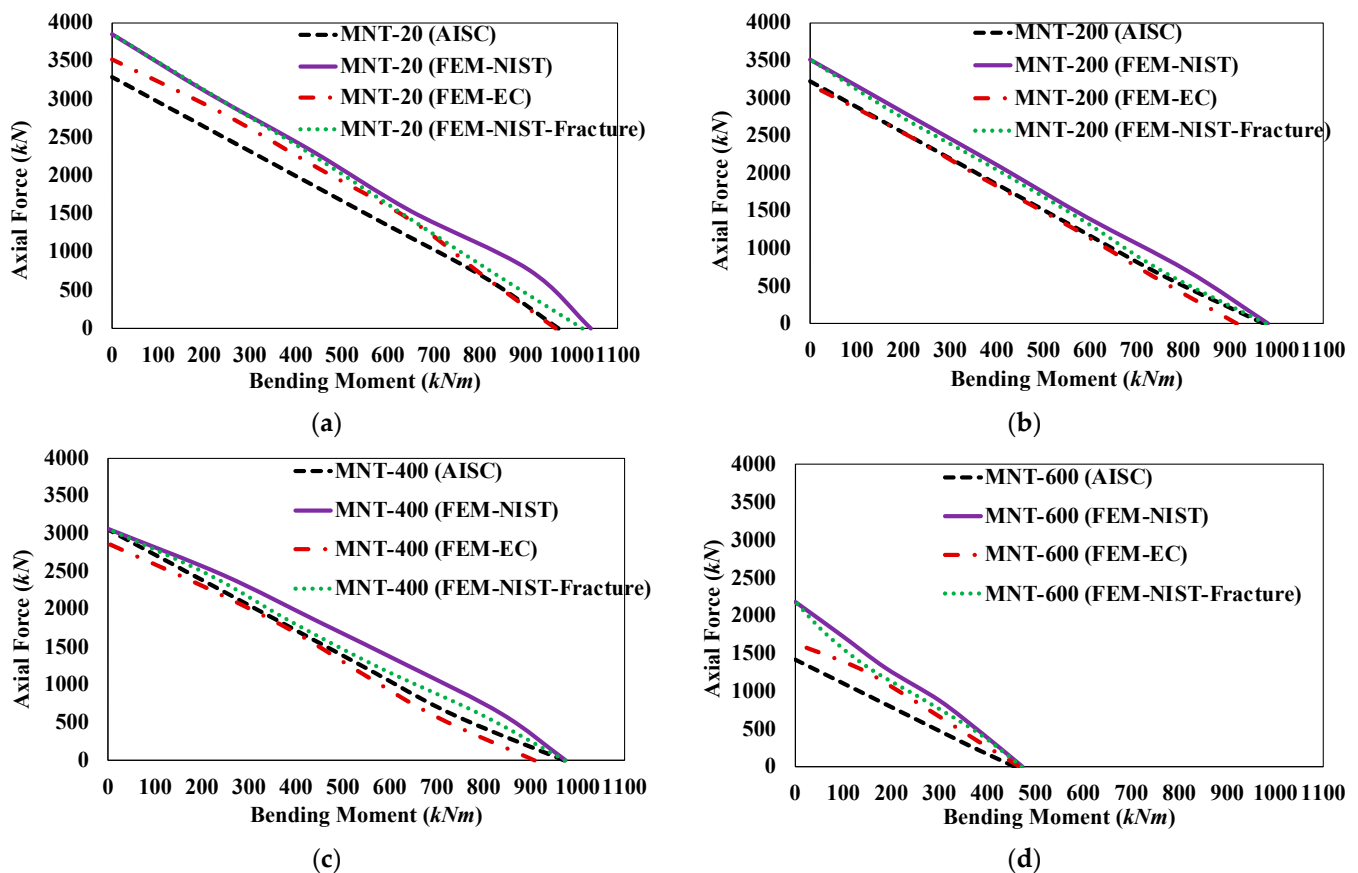 4000
3500
3000
2500
2000
1500
1000
500
0
Axial Force (kN)
MNT-20 (AISC)
MNT-20 (FEM-NIST)
MNT-20 (FEM-EC)
MNT-20 (FEM-NIST-Fracture)
0 100 200 300 400 500 600 700 800 900 1000 1100
Bending Moment (kNm)
(a)
4000
3500
3000
2500
2000
1500
1000
500
0
Axial Force (kN)
MNT-200 (AISC)
MNT-200 (FEM-NIST)
MNT-200 (FEM-EC)
MNT-200 (FEM-NIST-Fracture)
0 100 200 300 400 500 600 700 800 900 1000 1100
Bending Moment (kNm)
(b)
4000
3500
3000
2500
2000
1500
1000
500
0
Axial Force (kN)
MNT-400 (AISC)
MNT-400 (FEM-NIST)
MNT-400 (FEM-EC)
MNT-400 (FEM-NIST-Fracture)
0 100 200 300 400 500 600 700 800 900 1000 1100
Bending Moment (kNm)
(c)
4000
3500
3000
2500
2000
1500
1000
500
0
Axial Force (kN)
MNT-600 (AISC)
MNT-600 (FEM-NIST)
MNT-600 (FEM-EC)
MNT-600 (FEM-NIST-Fracture)
0 100 200 300 400 500 600 700 800 900 1000 1100
Bending Moment (kNm)
(d)